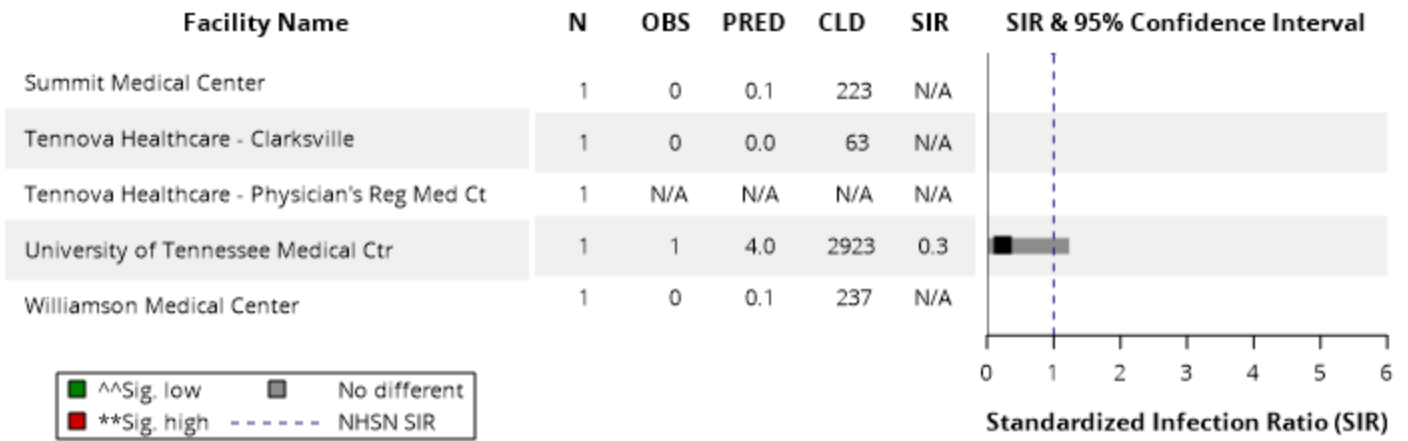 Facility Name N OBS PRED CLD SIR SIR & 95% Confidence Interval
Summit Medical Center 1 0 0.1 223 N/A
Tennova Healthcare - Clarksville 1 0 0.0 63 N/A
Tennova Healthcare - Physician's Reg Med Ct 1 N/A N/A N/A N/A
University of Tennessee Medical Ctr 1 1 4.0 2923 0.3
Williamson Medical Center 1 0 0.1 237 N/A
0 1 2 3 4 5 6
Standardized Infection Ratio (SIR)
^^Sig. low No different
**Sig. high NHSN SIR